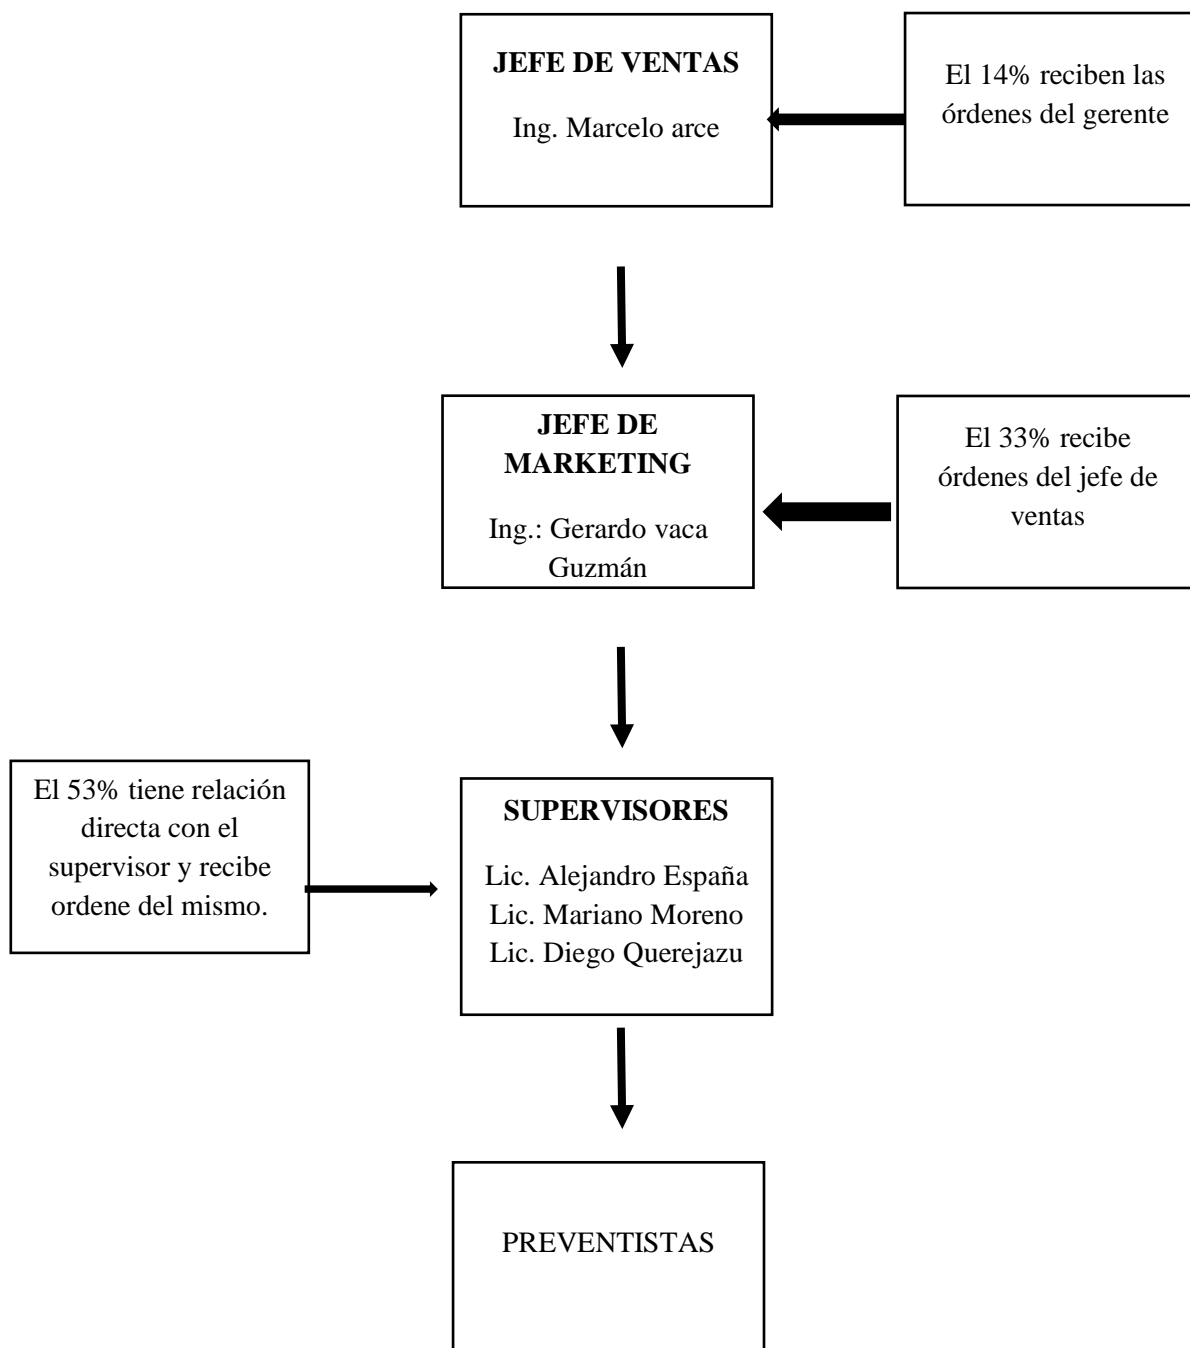 JEFE DE VENTAS
Ing. Marcelo arce
El 14% reciben las
órdenes del gerente
JEFE DE
MARKETING
Ing.: Gerardo vaca
Guzmán
El 33% recibe
órdenes del jefe de
ventas
El 53% tiene relación
directa con el
supervisor y recibe
ordene del mismo.
SUPERVISORES
Lic. Alejandro España
Lic. Mariano Moreno
Lic. Diego Querejazu
PREVENTISTAS